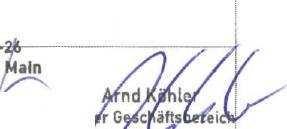 -26
Main
Arnd Köhler
er Geschäftsbereich